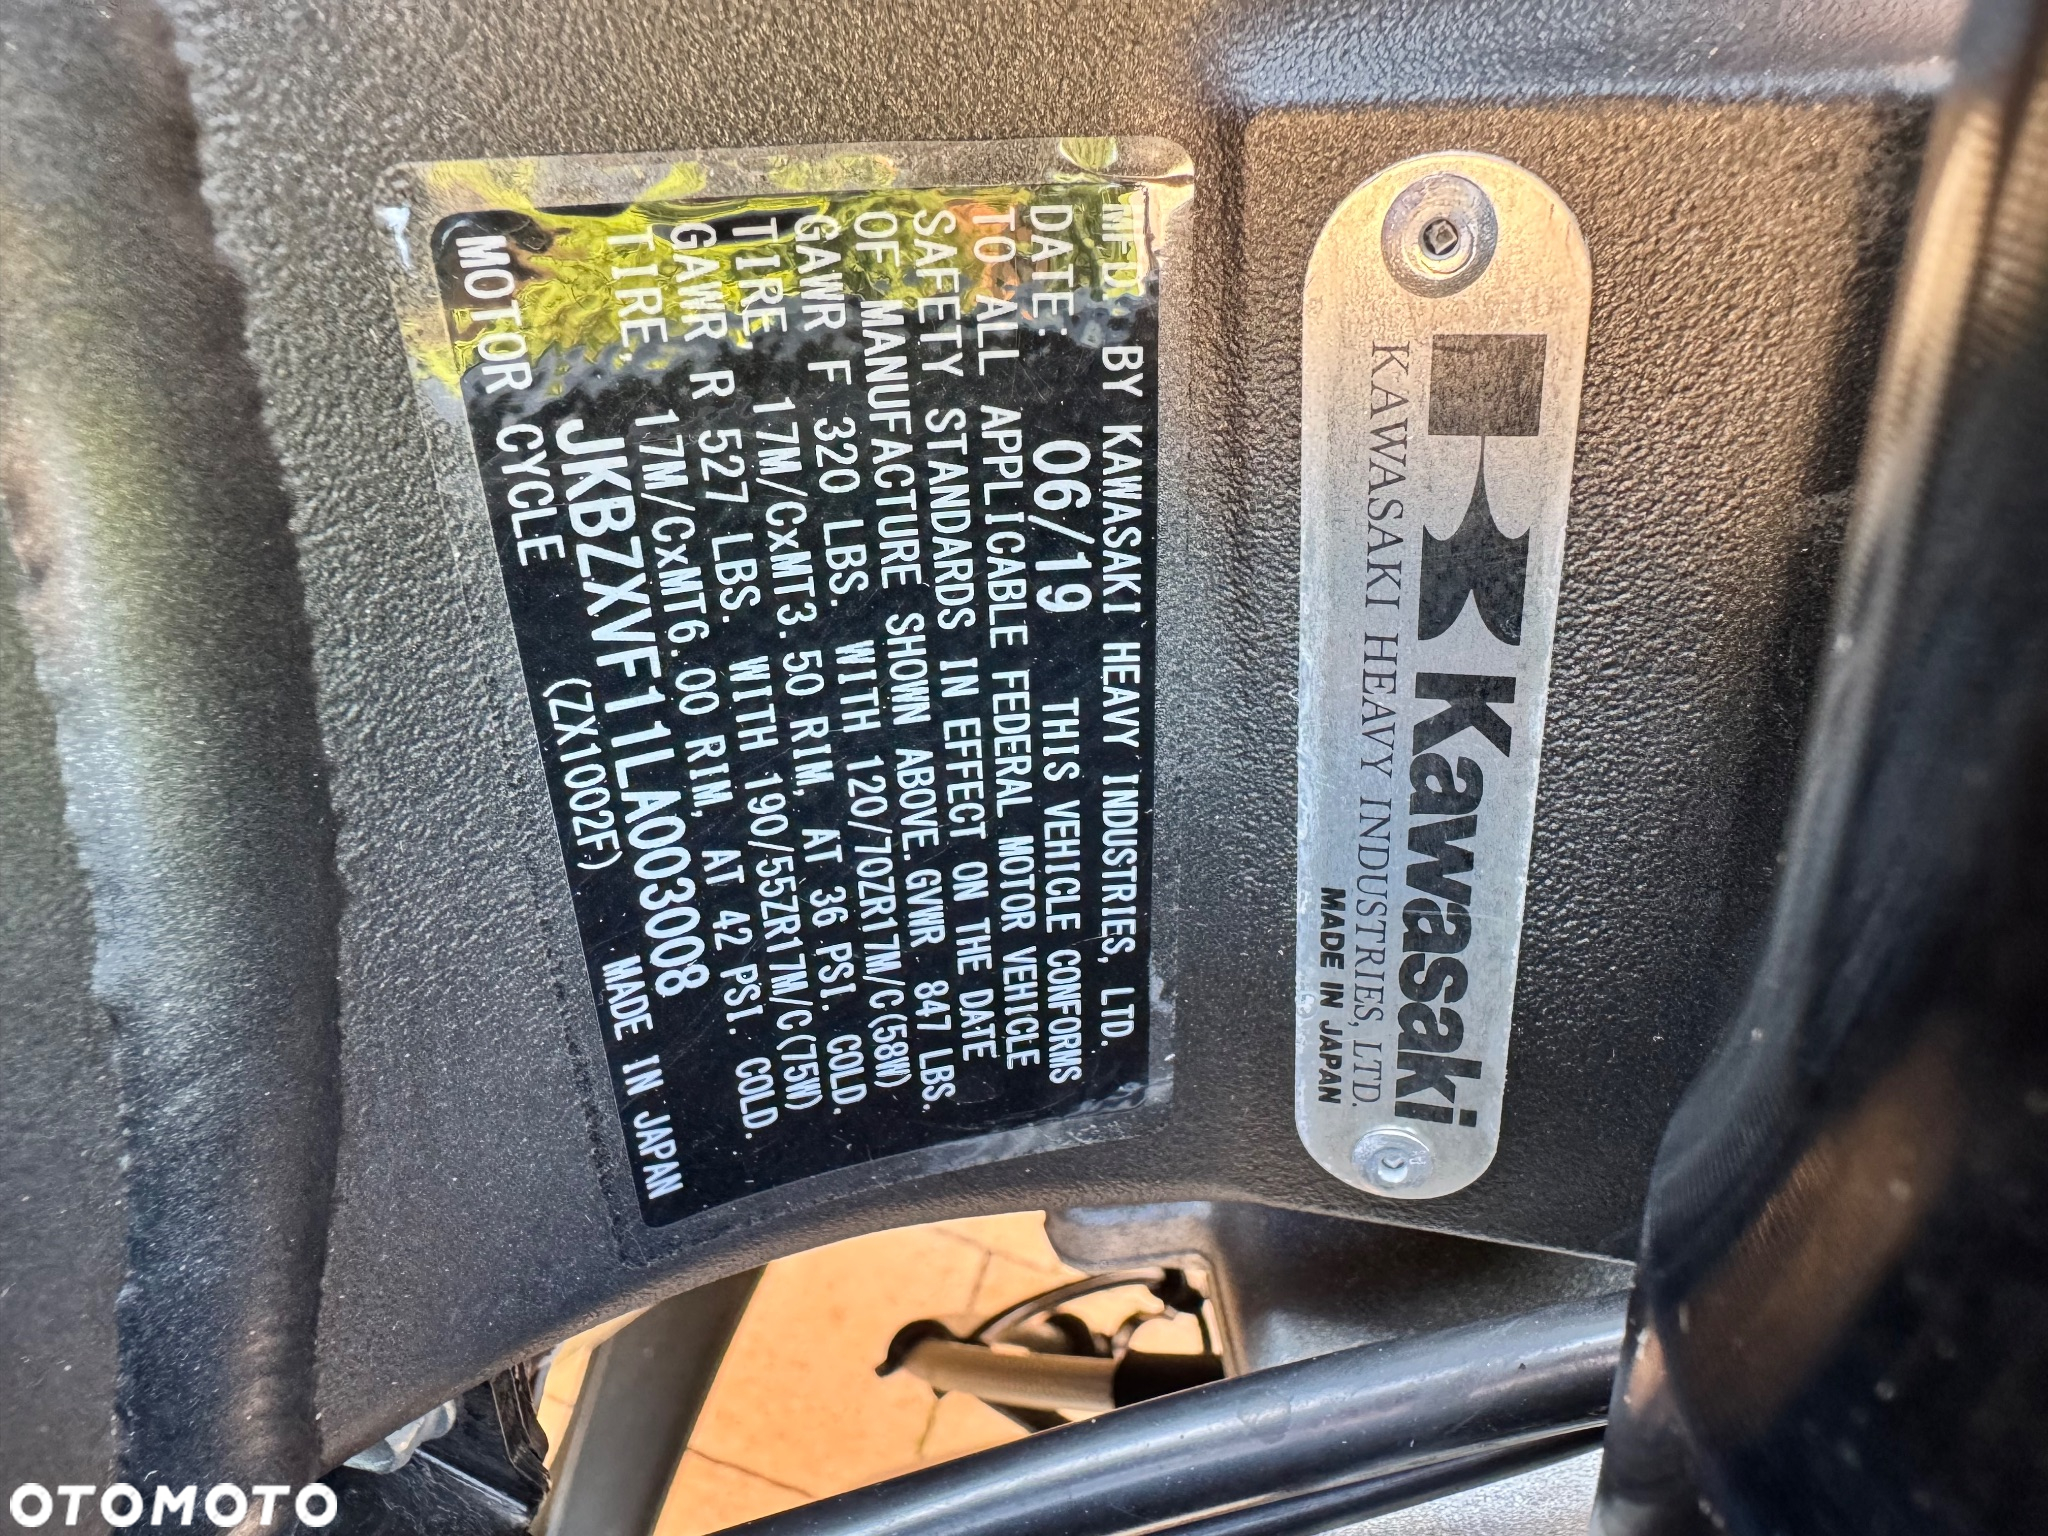 Kawasaki
KAWASAKI HEAVY INDUSTRIES, LTD.
MADE IN JAPAN
MFD. BY KAWASAKI HEAVY INDUSTRIES, LTD.
DATE: 06/19 THIS VEHICLE CONFORMS
TO ALL APPLICABLE FEDERAL MOTOR VEHICLE
SAFETY STANDARDS IN EFFECT ON THE DATE
OF MANUFACTURE SHOWN ABOVE. GVWR 847 LBS.
GAWR F 320 LBS. WITH 120/70ZR17M/C(58W)
TIRE, 17M/CxMT3.50 RIM, AT 36 PSI. COLD.
GAWR R 527 LBS. WITH 190/55ZR17M/C(75W)
TIRE, 17M/CxMT6.00 RIM, AT 42 PSI. COLD.
JKBZXVF11LA003008
MOTOR CYCLE (ZX1002F) MADE IN JAPAN
OTOMOTO